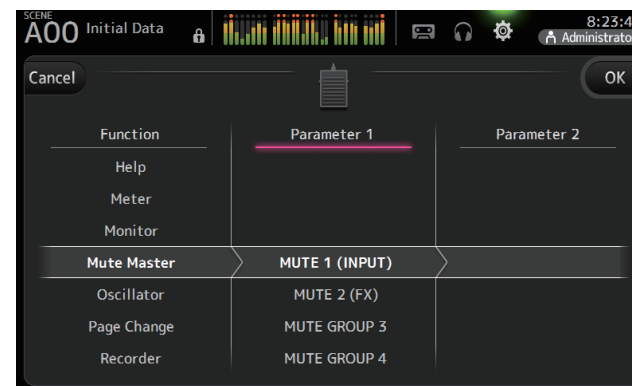 SCENE
A00 Initial Data
8:23:4
Administrato
Cancel
OK
Function Parameter 1 Parameter 2
Help
Meter
Monitor
Mute Master MUTE 1 (INPUT)
Oscillator MUTE 2 (FX)
Page Change MUTE GROUP 3
Recorder MUTE GROUP 4